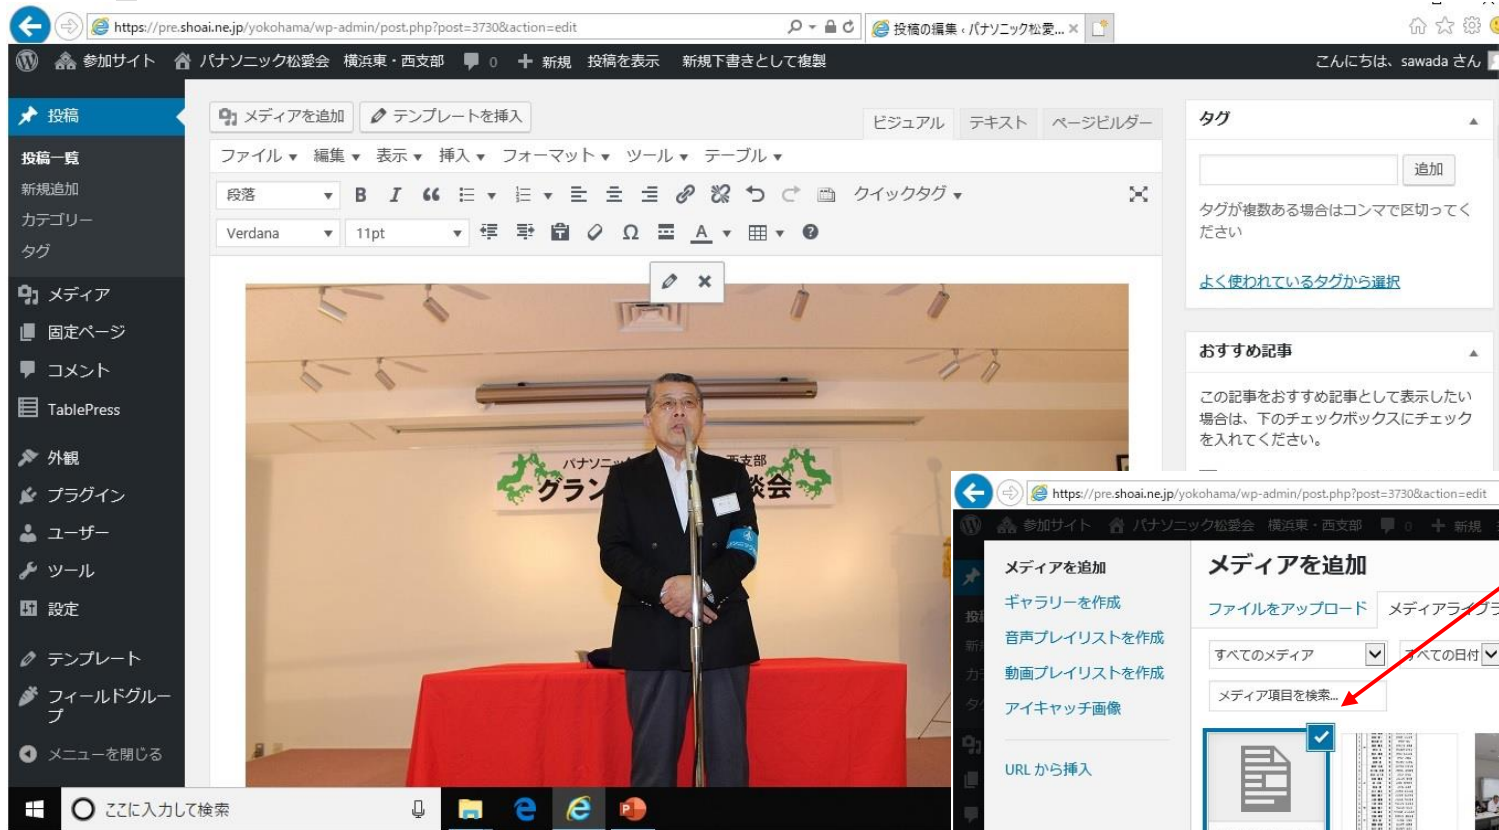 https://pre.shoai.ne.jp/yokohama/wp-admin/post.php?post=3730&action=edit
投稿の編集 ‹ パナソニック松愛...
参加サイト パナソニック松愛会 横浜東・西支部 0 新規 投稿を表示 新規下書きとして複製
こんにちは、sawada さん
投稿
投稿一覧
新規追加
カテゴリー
タグ
メディア
固定ページ
コメント
TablePress
外観
プラグイン
ユーザー
ツール
設定
テンプレート
フィールドグルー
プ
メニューを閉じる
メディアを追加 テンプレートを挿入
ビジュアル テキスト ページビルダー
ファイル 編集 表示 挿入 フォーマット ツール テーブル
段落 B I クイックタグ
Verdana 11pt Ω A
パナソニ 西支部
グラン 談会
タグ
追加
タグが複数ある場合はコンマで区切ってく
ださい
よく使われているタグから選択
おすすめ記事
この記事をおすすめ記事として表示したい
場合は、下のチェックボックスにチェック
を入れてください。
https://pre.shoai.ne.jp/yokohama/wp-admin/post.php?post=3730&action=edit
参加サイト パナソニック松愛会 横浜東・西支部 0 新規
メディアを追加
ギャラリーを作成
音声プレイリストを作成
動画プレイリストを作成
アイキャッチ画像
URL から挿入
メディアを追加
ファイルをアップロード メディアライブラ
すべてのメディア すべての日付
メディア項目を検索...
ここに入力して検索